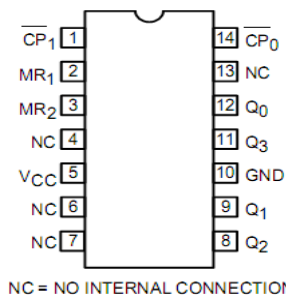 CP1 1 14 CP0
MR1 2 13 NC
MR2 3 12 Q0
NC 4 11 Q3
VCC 5 10 GND
NC 6 9 Q1
NC 7 8 Q2
NC = NO INTERNAL CONNECTION